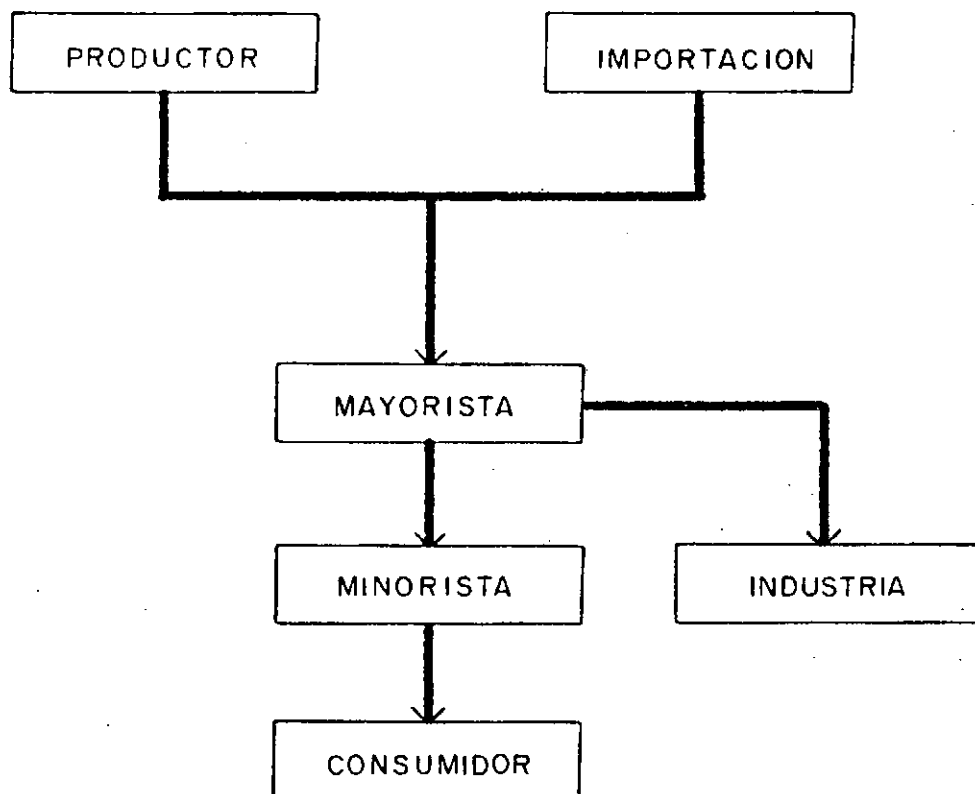 PRODUCTOR
IMPORTACION
MAYORISTA
MINORISTA
INDUSTRIA
CONSUMIDOR